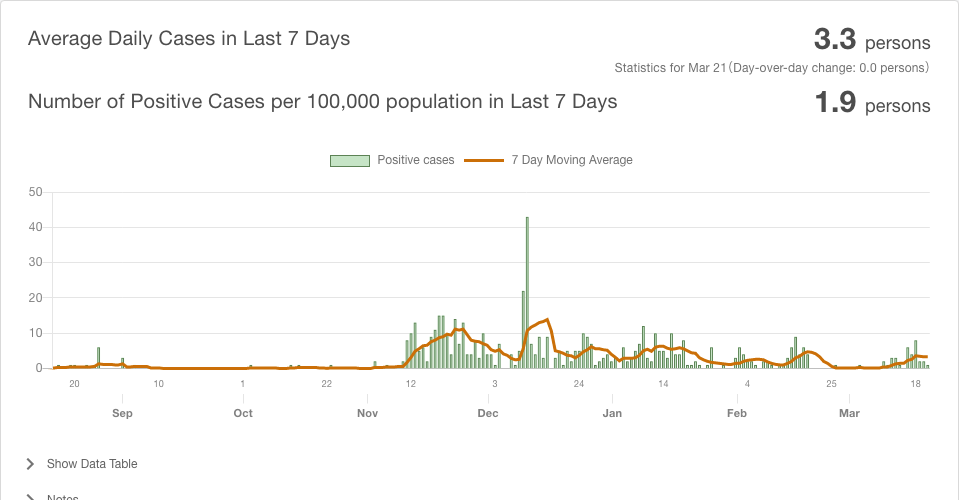 Average Daily Cases in Last 7 Days
3.3 persons
Statistics for Mar 21(Day-over-day change: 0.0 persons)
Number of Positive Cases per 100,000 population in Last 7 Days
1.9 persons
Positive cases
7 Day Moving Average
50
40
30
20
10
0
20 10 1 22 12 3 24 14 4 25 18
Sep Oct Nov Dec Jan Feb Mar
Show Data Table
Notes